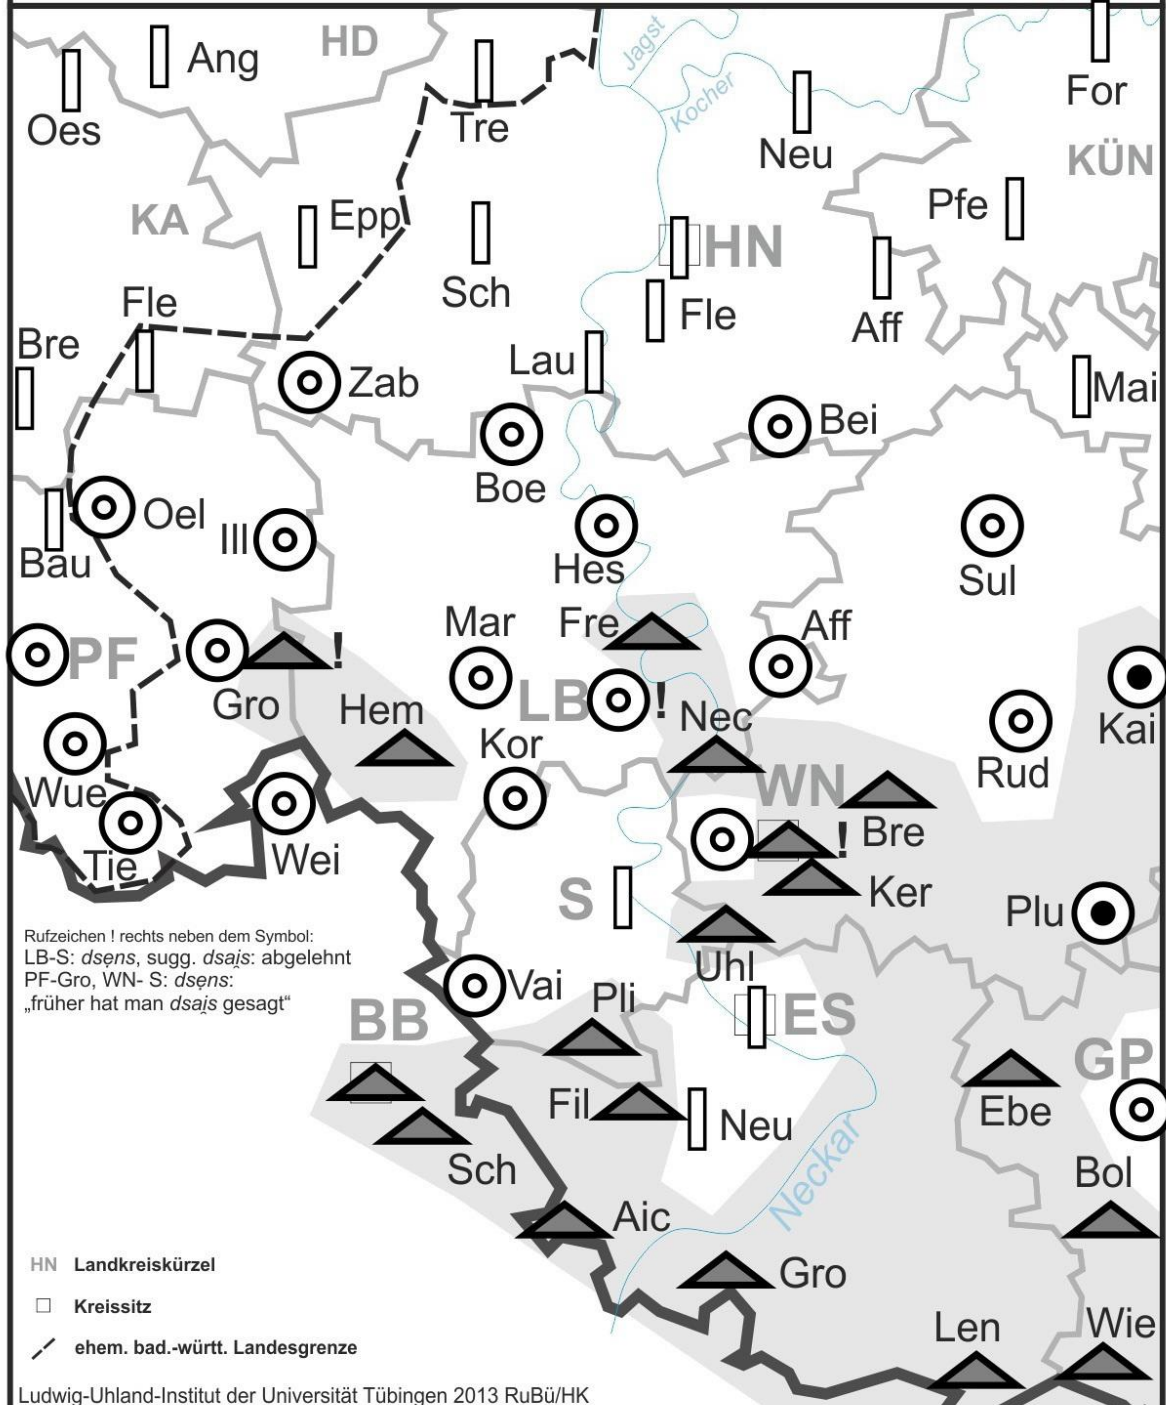 HD
Jagst
Ang
Oes
Tre
Kocher
For
Neu
KÜN
KA
Epp
Pfe
HN
Sch
Fle
Fle
Aff
Bre
Lau
Zab
Mai
Bei
Boe
Oel
Ill
Bau
Hes
Sul
Mar
Fre
Aff
PF
!
Gro
Hem
LB
!
Nec
Kor
Kai
Rud
Wue
WN
Bre
!
Tie
Wei
Ker
S
Plu
Uhl
Rufzeichen ! rechts neben dem Symbol:
LB-S: dsęns, sugg. dsai̯s: abgelehnt
PF-Gro, WN- S: dsęns:
„früher hat man dsai̯s gesagt“
Vai
Pli
BB
ES
GP
Fil
Neu
Ebe
Sch
Neckar
Bol
Aic
Gro
HN Landkreiskürzel
Kreissitz
ehem. bad.-württ. Landesgrenze
Len
Wie
Ludwig-Uhland-Institut der Universität Tübingen 2013 RuBü/HK